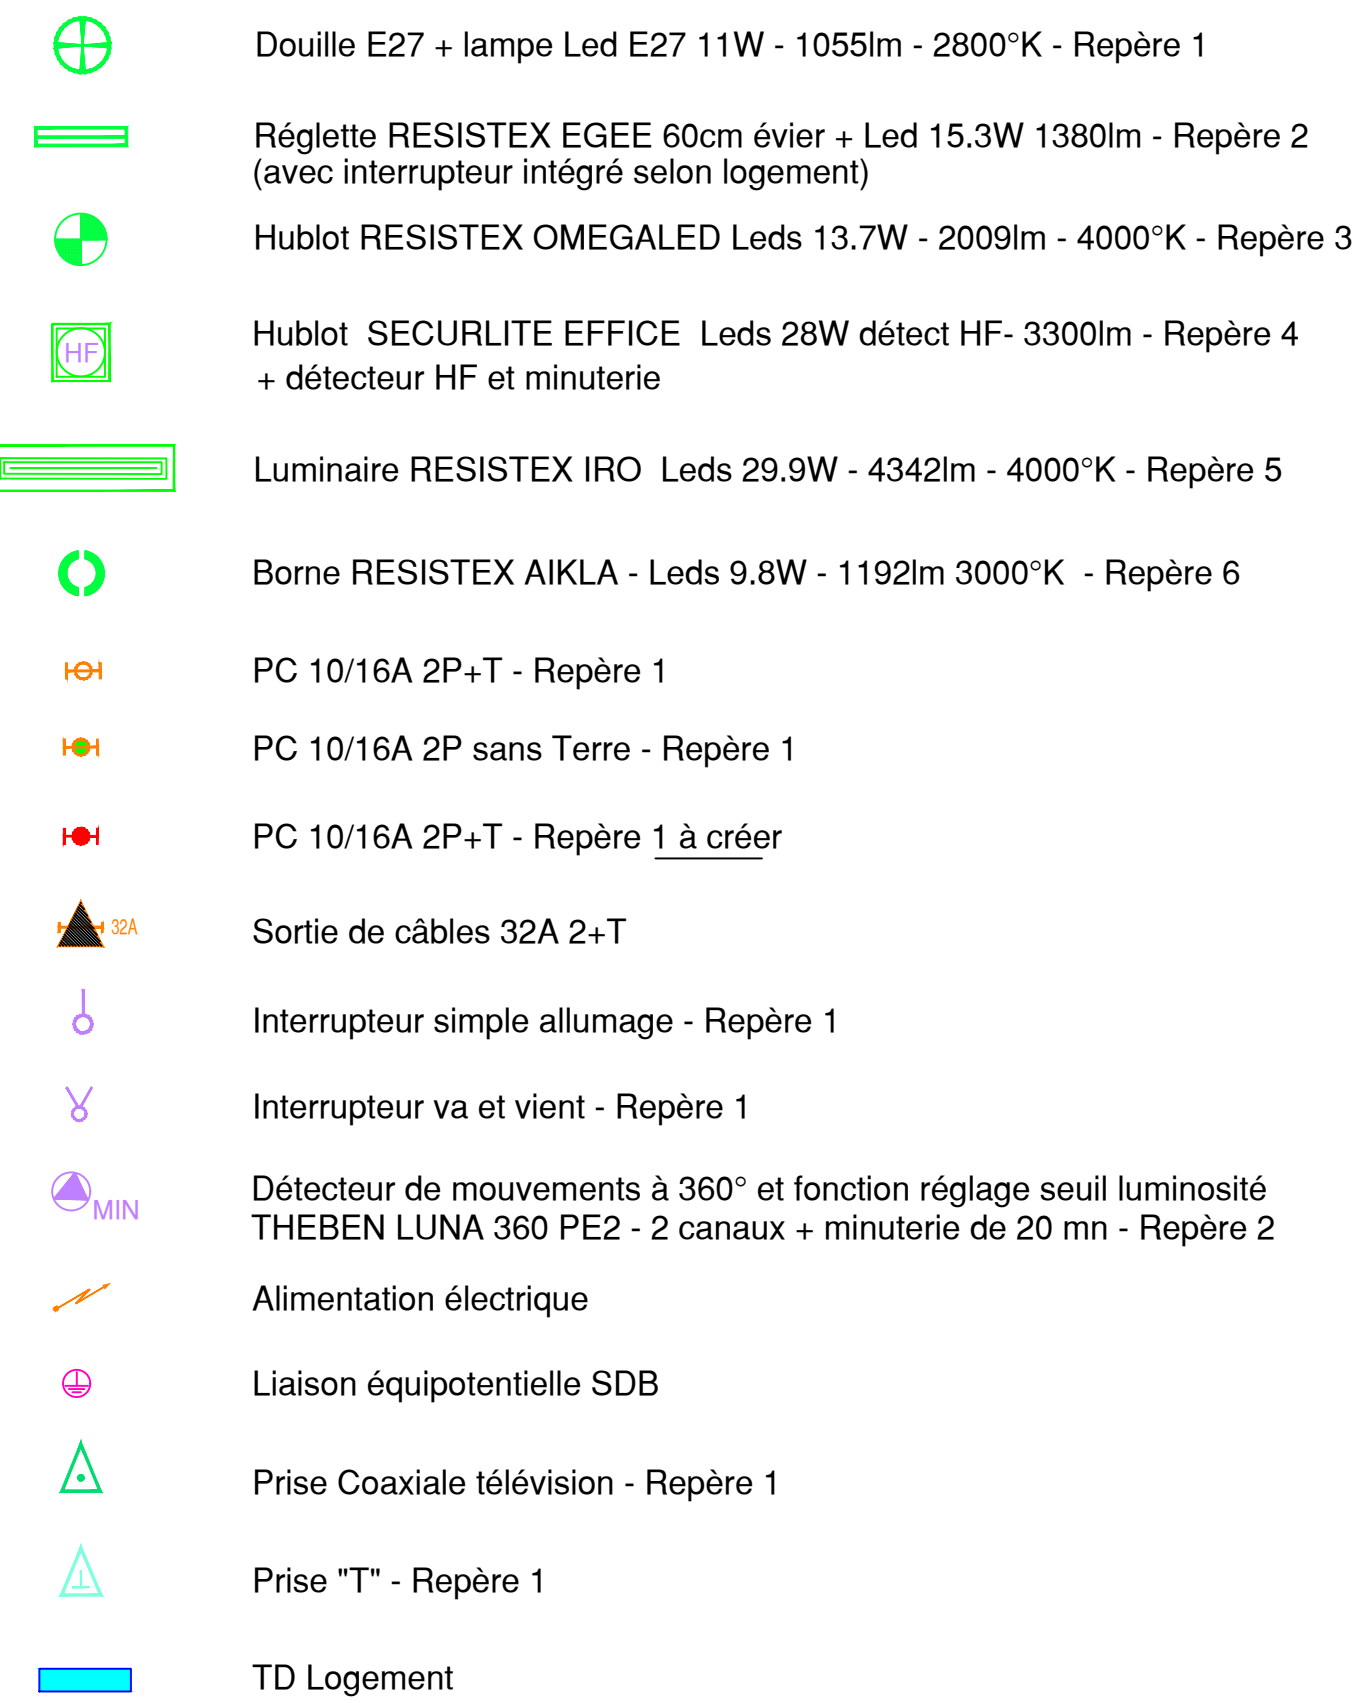 Douille E27 + lampe Led E27 11W - 1055lm - 2800°K - Repère 1
Réglette RESISTEX EGEE 60cm évier + Led 15.3W 1380lm - Repère 2
(avec interrupteur intégré selon logement)
Hublot RESISTEX OMEGALED Leds 13.7W - 2009lm - 4000°K - Repère 3
HF
Hublot SECURLITE EFFICE Leds 28W détect HF- 3300lm - Repère 4
+ détecteur HF et minuterie
Luminaire RESISTEX IRO Leds 29.9W - 4342lm - 4000°K - Repère 5
Borne RESISTEX AIKLA - Leds 9.8W - 1192lm 3000°K - Repère 6
PC 10/16A 2P+T - Repère 1
PC 10/16A 2P sans Terre - Repère 1
PC 10/16A 2P+T - Repère 1 à créer
32A
Sortie de câbles 32A 2+T
Interrupteur simple allumage - Repère 1
Interrupteur va et vient - Repère 1
MIN
Détecteur de mouvements à 360° et fonction réglage seuil luminosité
THEBEN LUNA 360 PE2 - 2 canaux + minuterie de 20 mn - Repère 2
Alimentation électrique
Liaison équipotentielle SDB
Prise Coaxiale télévision - Repère 1
Prise "T" - Repère 1
TD Logement